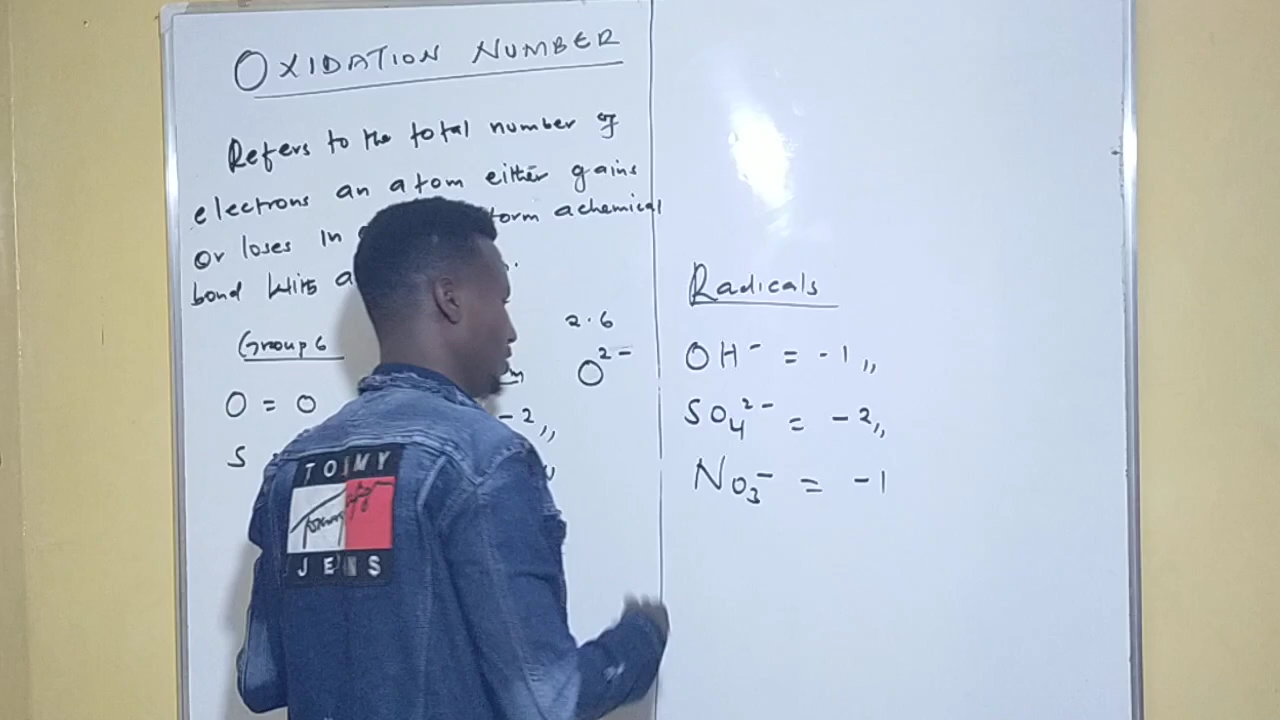 OXIDATION NUMBER
Refers to the total number of
electrons an atom either gains
Or loses in form a chemical
bond with a
Group 6
2.6
O²⁻
O = 0 -2,,
S
Radicals
OH⁻ = -1,,
SO₄²⁻ = -2,,
NO₃⁻ = -1
TOMMY
JEANS